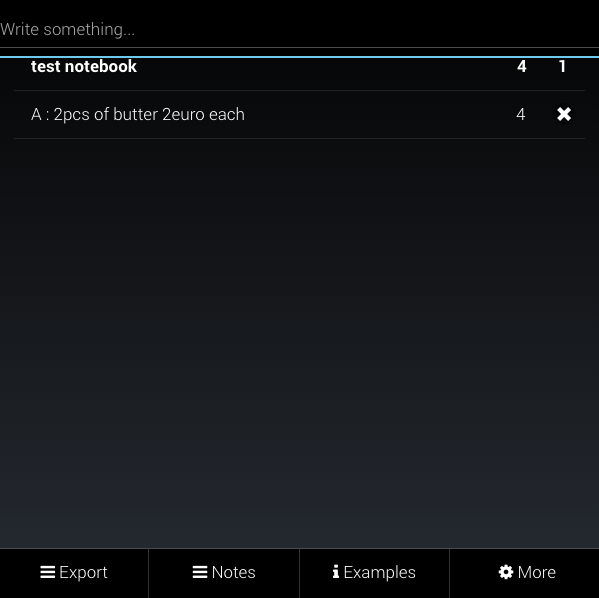 Write something...
test notebook 4 1
A : 2pcs of butter 2euro each 4 ✖
Export Notes Examples More